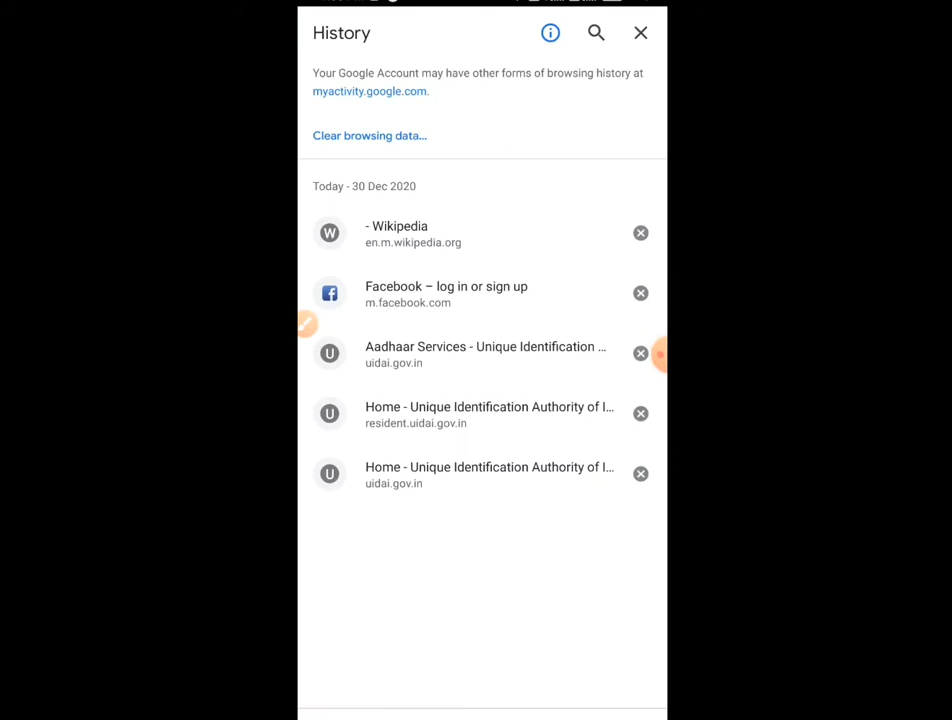 History
Your Google Account may have other forms of browsing history at
myactivity.google.com.
Clear browsing data...
Today - 30 Dec 2020
W
- Wikipedia
en.m.wikipedia.org
f
Facebook – log in or sign up
m.facebook.com
U
Aadhaar Services - Unique Identification ...
uidai.gov.in
U
Home - Unique Identification Authority of I...
resident.uidai.gov.in
U
Home - Unique Identification Authority of I...
uidai.gov.in